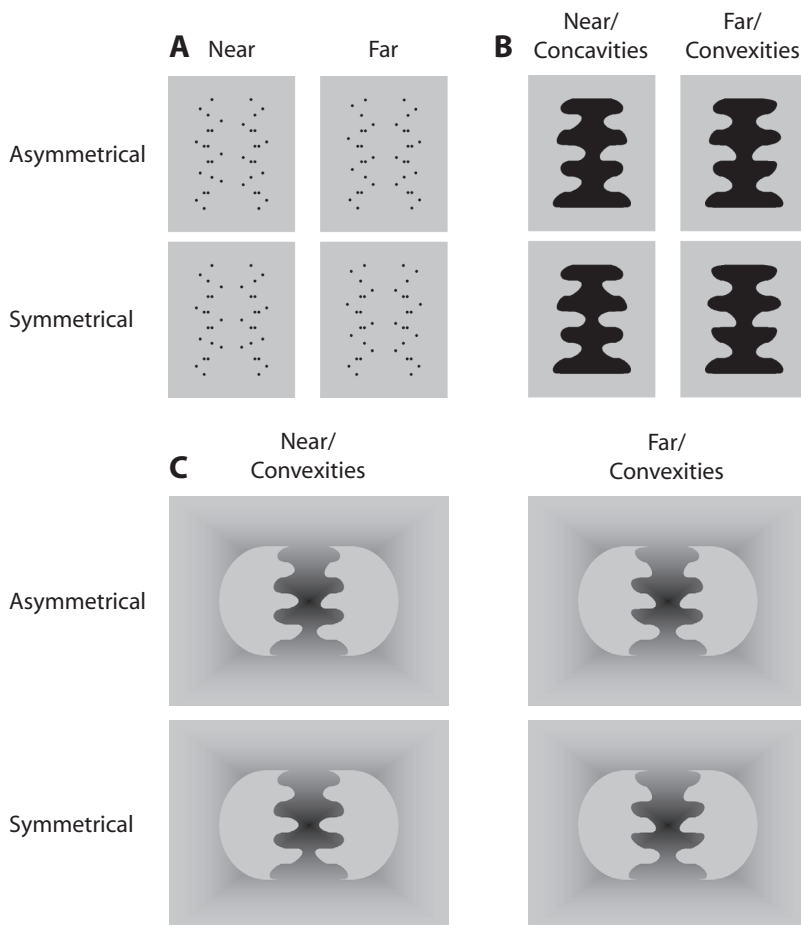 A Near Far
B Near/
Concavities
Far/
Convexities
Asymmetrical
Symmetrical
C Near/
Convexities
Far/
Convexities
Asymmetrical
Symmetrical